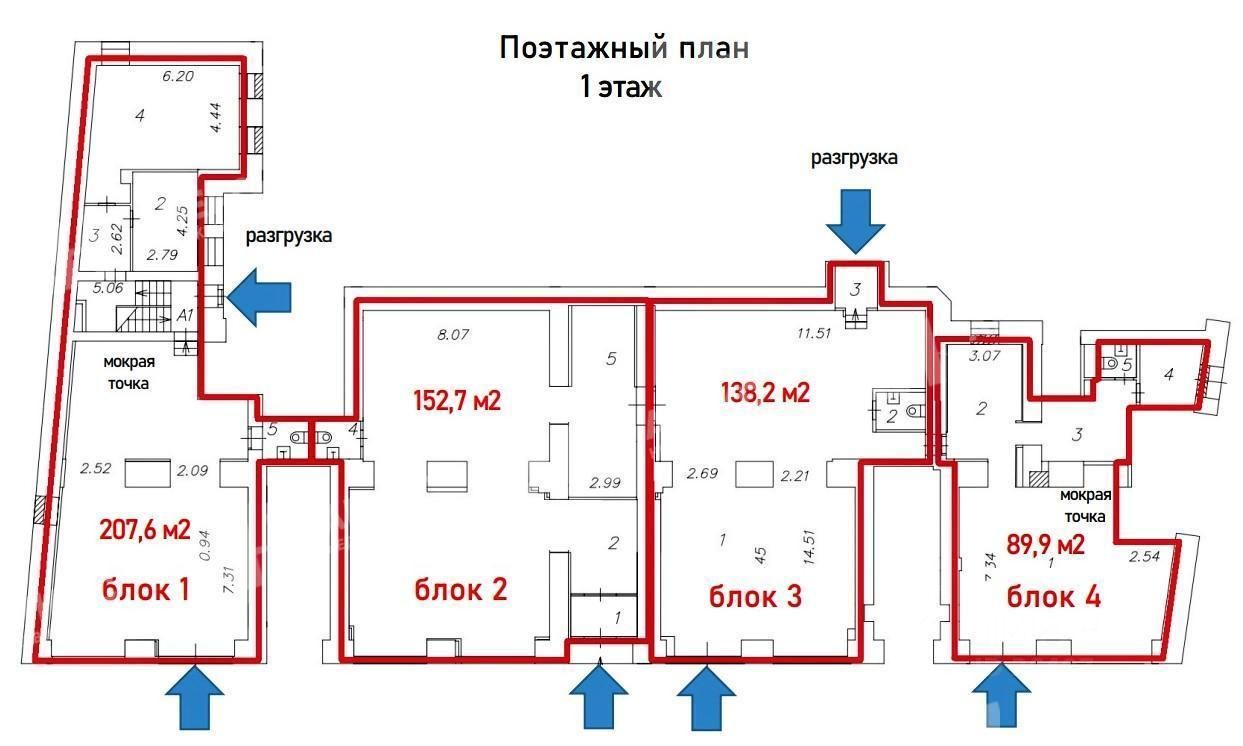 Поэтажный план
1 этаж
разгрузка
6.20
4
4.44
2
4.25
3
2.62
2.79
разгрузка
5.06
А1
3
11.51
8.07
мокрая
точка
3.07
5
5
4
152,7 м2
138,2 м2
2
2
5
4
3
2.52
2.09
2.99
2.69
2.21
мокрая
точка
207,6 м2
0.94
7.31
2
1
45
14.51
89,9 м2
2.54
7.34
1
блок 1
блок 2
блок 3
блок 4
1